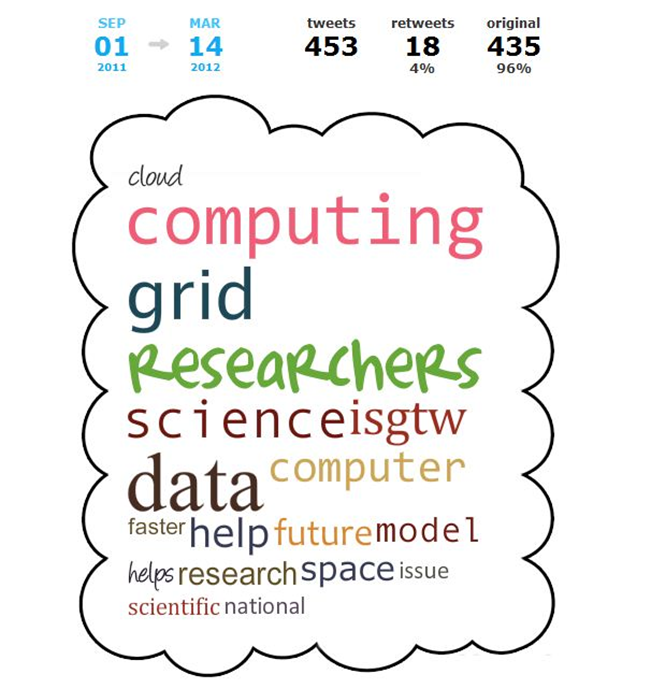 SEP MAR tweets retweets original
01 14 453 18 435
2011 2012 4% 96%
cloud
computing
grid
ReseaRcheRs
scienceisgtw
data computer
faster help future model
helps research space issue
scientific national